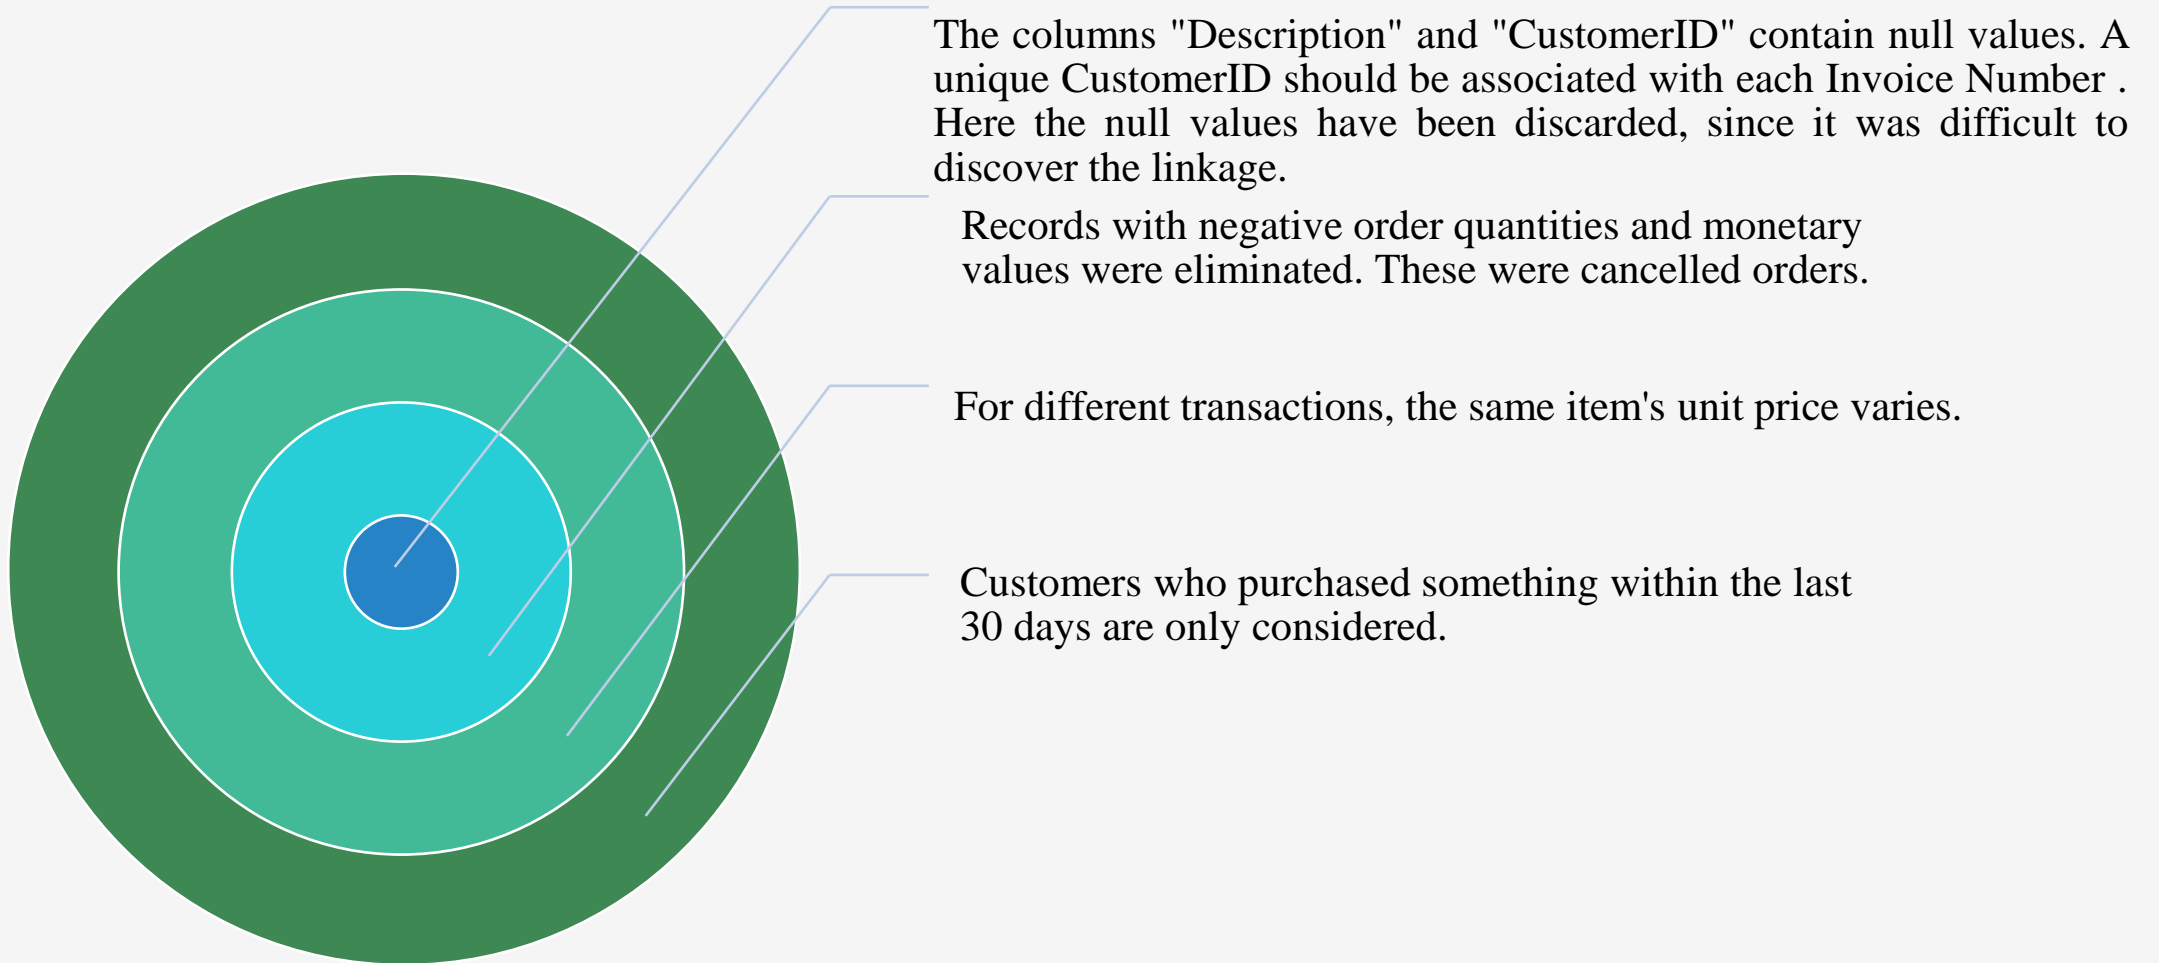 The columns "Description" and "CustomerID" contain null values. A
unique CustomerID should be associated with each Invoice Number .
Here the null values have been discarded, since it was difficult to
discover the linkage.
Records with negative order quantities and monetary
values were eliminated. These were cancelled orders.
For different transactions, the same item's unit price varies.
Customers who purchased something within the last
30 days are only considered.